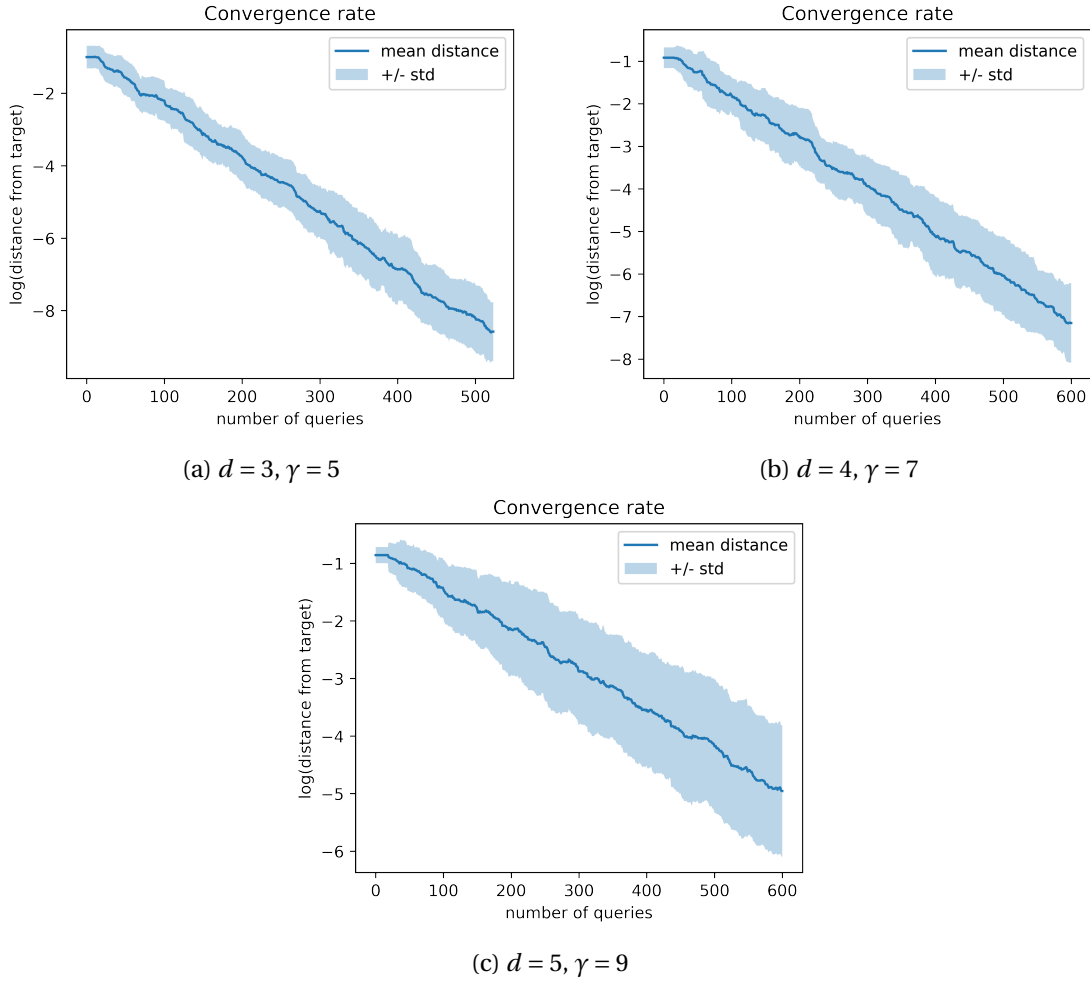 Convergence rate
mean distance
+/- std
−2
−4
−6
−8
log(distance from target)
0 100 200 300 400 500
number of queries
(a) d = 3, γ = 5
Convergence rate
mean distance
+/- std
−1
−2
−3
−4
−5
−6
−7
−8
log(distance from target)
0 100 200 300 400 500 600
number of queries
(b) d = 4, γ = 7
Convergence rate
mean distance
+/- std
−1
−2
−3
−4
−5
−6
log(distance from target)
0 100 200 300 400 500 600
number of queries
(c) d = 5, γ = 9